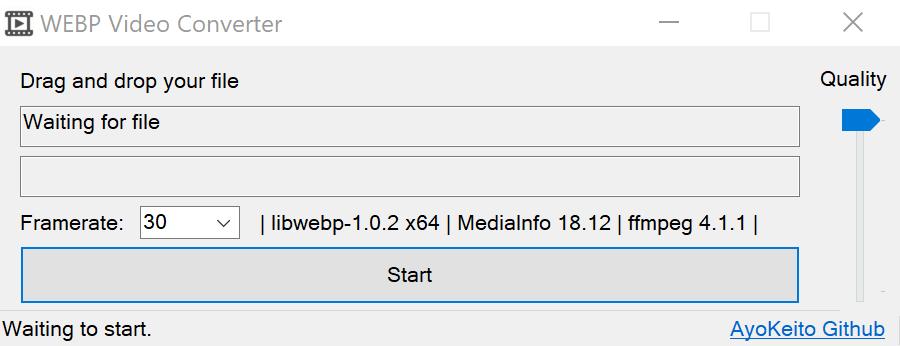 WEBP Video Converter
Drag and drop your file
Quality
Waiting for file
Framerate: 30 | libwebp-1.0.2 x64 | MediaInfo 18.12 | ffmpeg 4.1.1 |
Start
Waiting to start.
AyoKeito Github